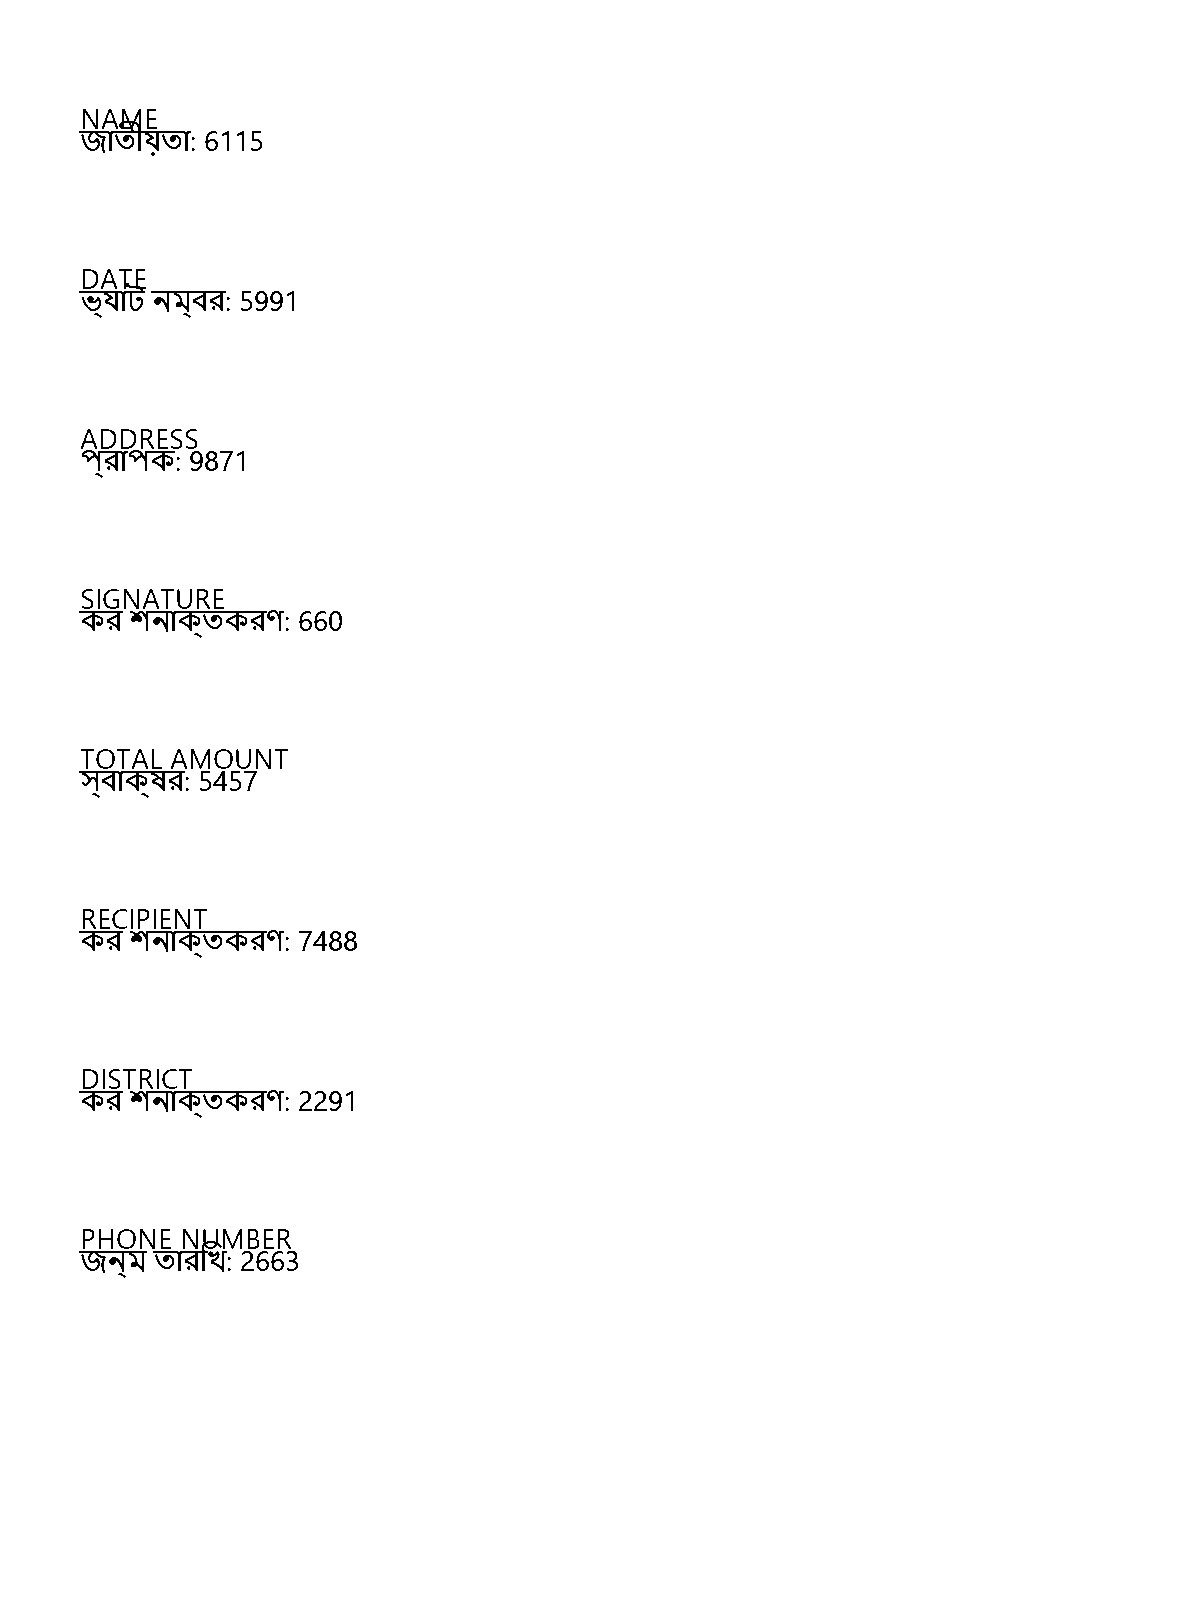 NAME
জাতীয়তা: 6115
DATE
ভ্যাট নম্বর: 5991
ADDRESS
প্রাপক: 9871
SIGNATURE
কর শনাক্তকরণ: 660
TOTAL AMOUNT
স্বাক্ষর: 5457
RECIPIENT
কর শনাক্তকরণ: 7488
DISTRICT
কর শনাক্তকরণ: 2291
PHONE NUMBER
জন্ম তারিখ: 2663